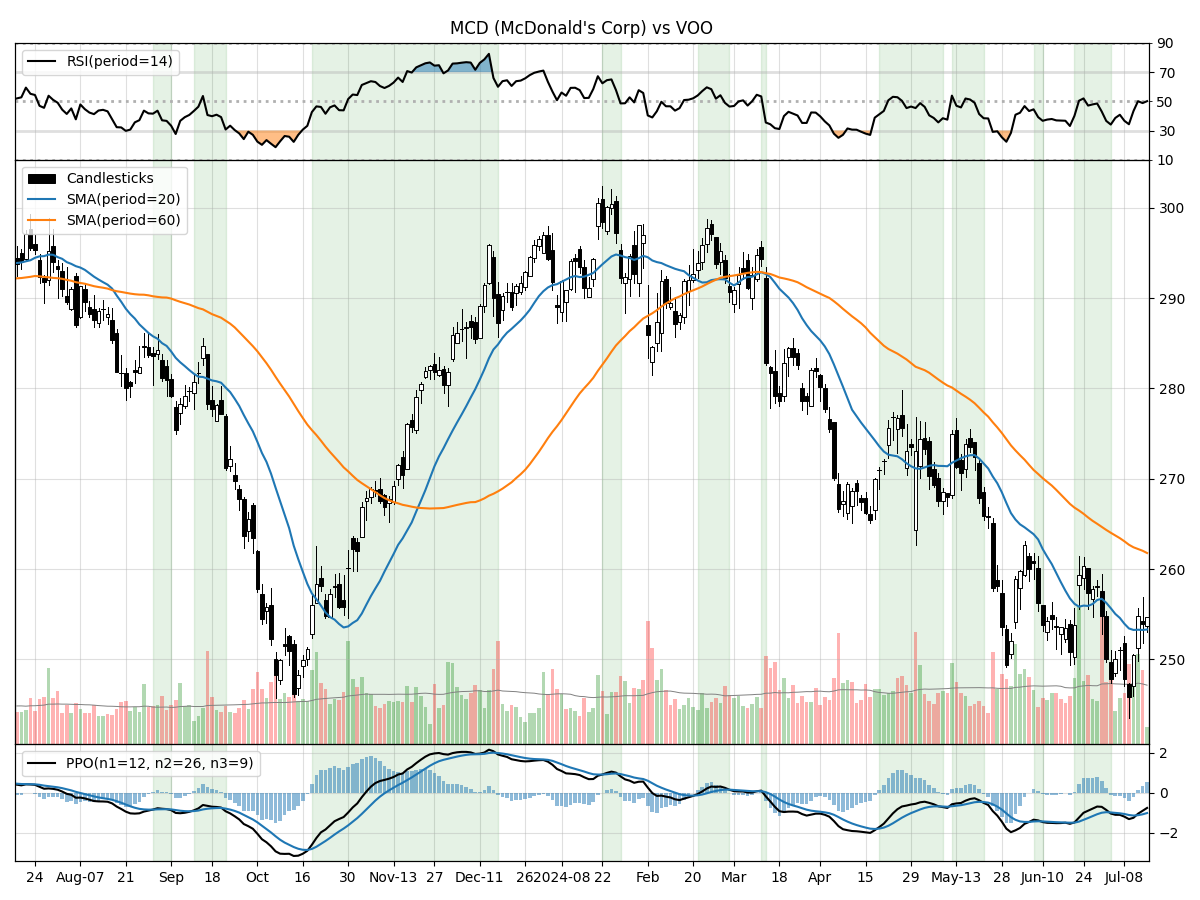 MCD (McDonald's Corp) vs VOO
RSI(period=14)
90
70
50
30
10
Candlesticks
SMA(period=20)
SMA(period=60)
300
290
280
270
260
250
PPO(n1=12, n2=26, n3=9)
2
0
−2
24 Aug-07 21 Sep 18 Oct 16 30 Nov-13 27 Dec-11 262024-08 22 Feb 20 Mar 18 Apr 15 29 May-13 28 Jun-10 24 Jul-08